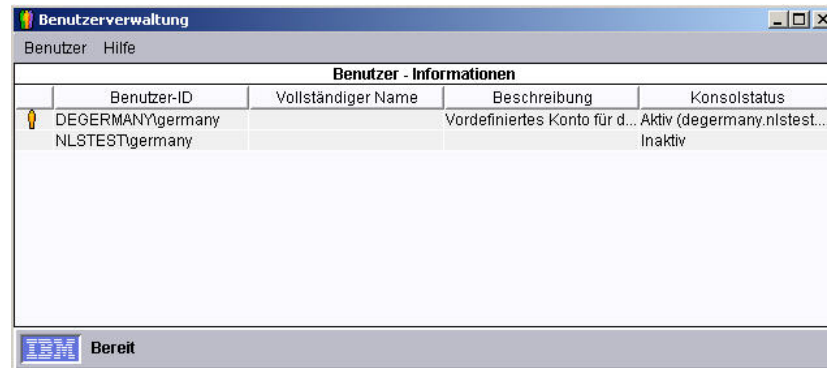 Benutzerverwaltung
Benutzer Hilfe
Benutzer - Informationen
Benutzer-ID Vollständiger Name Beschreibung Konsolstatus
DEGERMANY\germany Vordefiniertes Konto für d... Aktiv (degermany.nlstest...
NLSTEST\germany Inaktiv
IBM Bereit